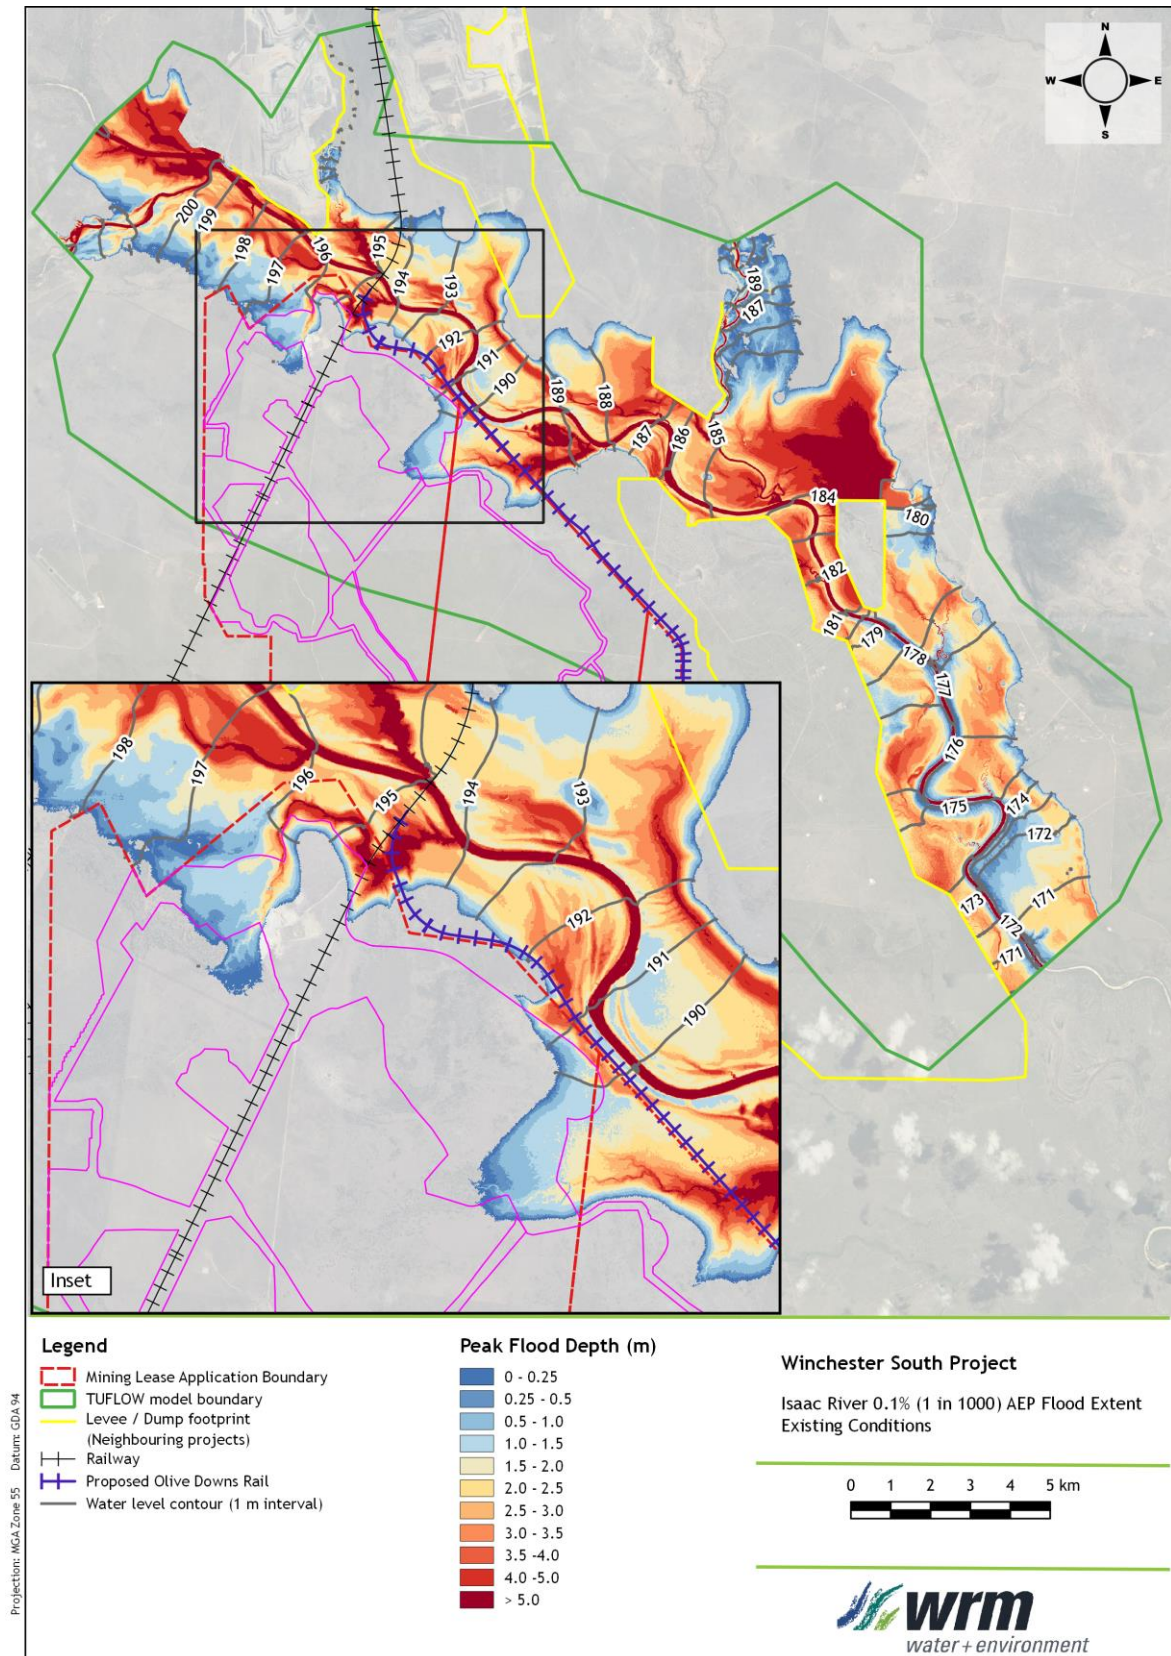 N
W
E
S
200
199
198
197
196
195
194
193
192
191
190
189
188
187
186
185
189
187
184
180
182
181
179
178
177
176
175
174
172
173
171
172
171
198
197
196
195
194
193
192
191
190
Inset
Legend
Mining Lease Application Boundary
TUFLOW model boundary
Levee / Dump footprint
(Neighbouring projects)
Railway
Proposed Olive Downs Rail
Water level contour (1 m interval)
Peak Flood Depth (m)
0 - 0.25
0.25 - 0.5
0.5 - 1.0
1.0 - 1.5
1.5 - 2.0
2.0 - 2.5
2.5 - 3.0
3.0 - 3.5
3.5 -4.0
4.0 -5.0
> 5.0
Winchester South Project
Isaac River 0.1% (1 in 1000) AEP Flood Extent
Existing Conditions
0 1 2 3 4 5 km
wrm
water + environment
Projection: MGA Zone 55 Datum: GDA 94